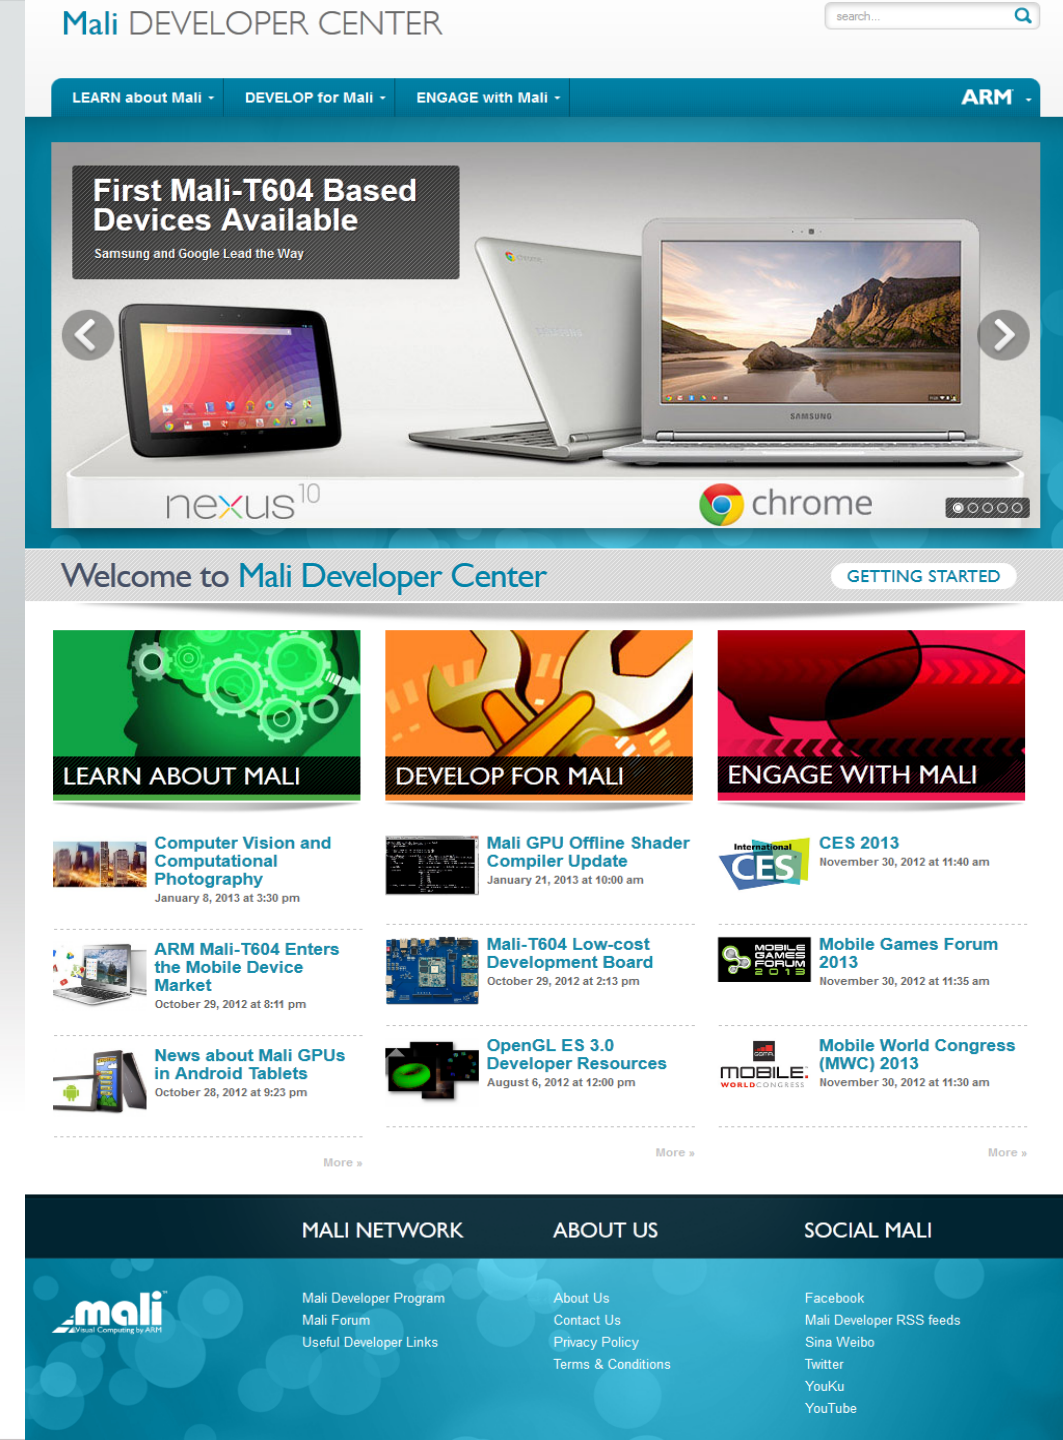 Mali DEVELOPER CENTER
search...
LEARN about Mali
DEVELOP for Mali
ENGAGE with Mali
ARM
First Mali-T604 Based
Devices Available
Samsung and Google Lead the Way
chrome
SAMSUNG
SAMSUNG
nexus 10
chrome
Welcome to Mali Developer Center
GETTING STARTED
LEARN ABOUT MALI
Computer Vision and
Computational
Photography
January 8, 2013 at 3:30 pm
ARM Mali-T604 Enters
the Mobile Device
Market
October 29, 2012 at 8:11 pm
News about Mali GPUs
in Android Tablets
October 28, 2012 at 9:23 pm
More »
DEVELOP FOR MALI
Mali GPU Offline Shader
Compiler Update
January 21, 2013 at 10:00 am
Mali-T604 Low-cost
Development Board
October 29, 2012 at 2:13 pm
OpenGL ES 3.0
Developer Resources
August 6, 2012 at 12:00 pm
More »
ENGAGE WITH MALI
International
CES
CES 2013
November 30, 2012 at 11:40 am
MOBILE
GAMES
FORUM
2013
Mobile Games Forum
2013
November 30, 2012 at 11:35 am
GSMA
MOBILE
WORLD CONGRESS
Mobile World Congress
(MWC) 2013
November 30, 2012 at 11:30 am
More »
mali
Visual Computing by ARM
MALI NETWORK
Mali Developer Program
Mali Forum
Useful Developer Links
ABOUT US
About Us
Contact Us
Privacy Policy
Terms & Conditions
SOCIAL MALI
Facebook
Mali Developer RSS feeds
Sina Weibo
Twitter
YouKu
YouTube